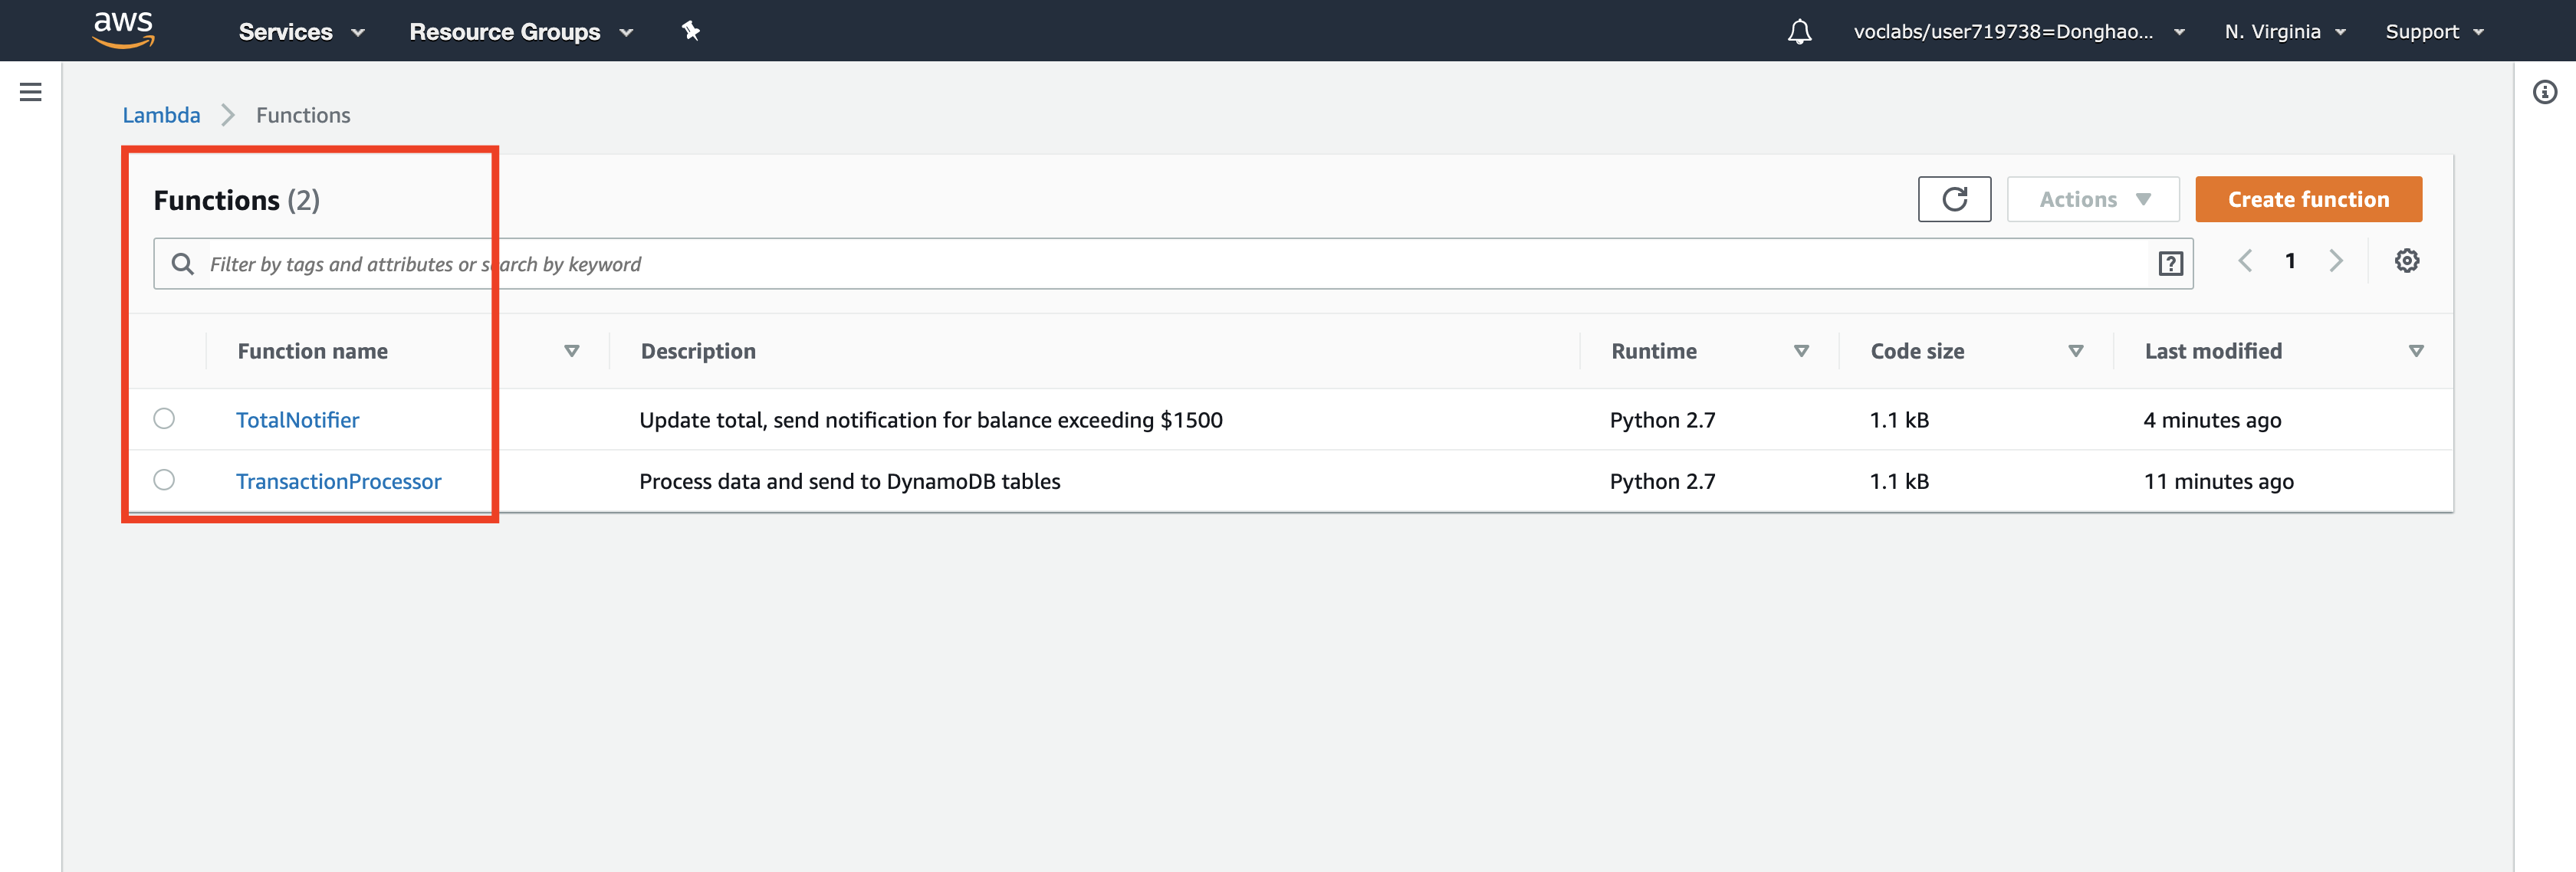 aws Services Resource Groups voclabs/user719738=Donghao... N. Virginia Support
Lambda Functions
Functions (2) Actions Create function
Filter by tags and attributes or search by keyword 1
Function name Description Runtime Code size Last modified
TotalNotifier Update total, send notification for balance exceeding $1500 Python 2.7 1.1 kB 4 minutes ago
TransactionProcessor Process data and send to DynamoDB tables Python 2.7 1.1 kB 11 minutes ago